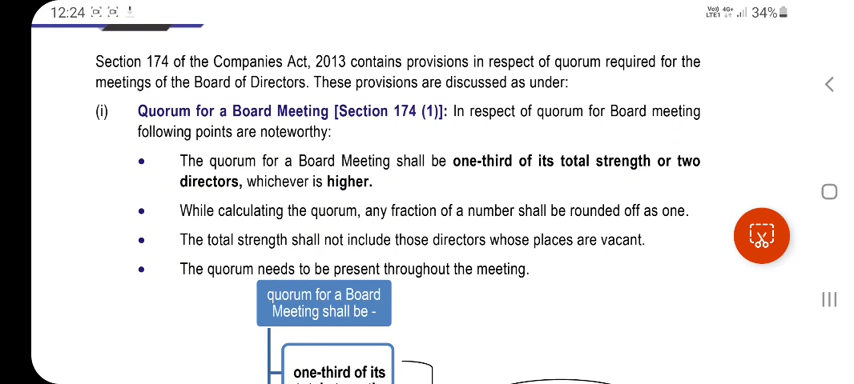 12:24
Vo)) 4G+
LTE1 34%
Section 174 of the Companies Act, 2013 contains provisions in respect of quorum required for the
meetings of the Board of Directors. These provisions are discussed as under:
(i) Quorum for a Board Meeting [Section 174 (1)]: In respect of quorum for Board meeting
following points are noteworthy:
• The quorum for a Board Meeting shall be one-third of its total strength or two
directors, whichever is higher.
• While calculating the quorum, any fraction of a number shall be rounded off as one.
• The total strength shall not include those directors whose places are vacant.
• The quorum needs to be present throughout the meeting.
quorum for a Board
Meeting shall be -
one-third of its